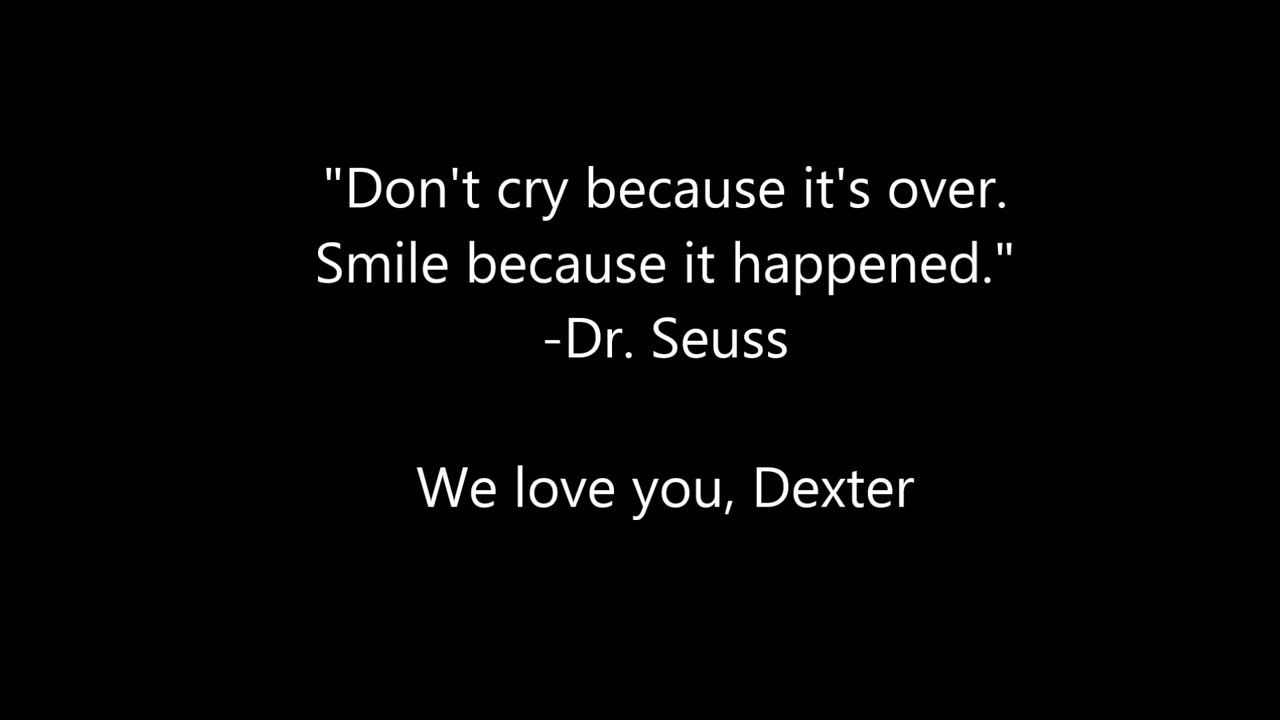 "Don't cry because it's over.
Smile because it happened."
-Dr. Seuss
We love you, Dexter